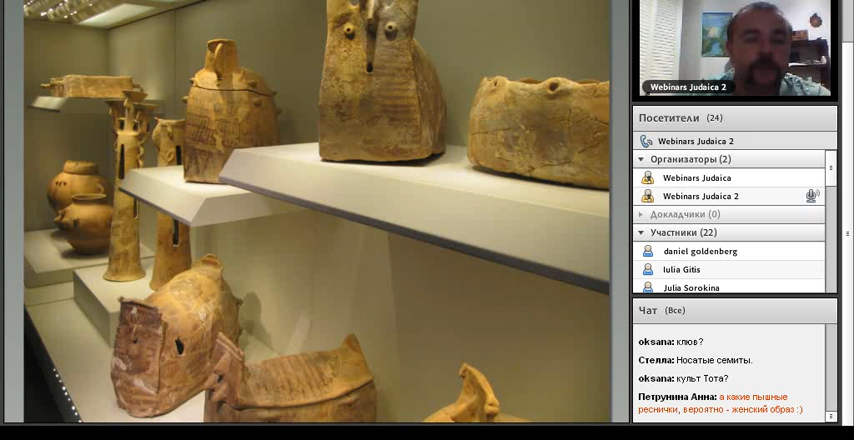 Webinars Judaica 2
Посетители (24)
Webinars Judaica 2
Организаторы (2)
Webinars Judaica
Webinars Judaica 2
Докладчики (0)
Участники (22)
daniel goldenberg
Iulia Gitis
Julia Sorokina
Чат (Все)
oksana: клюв?
Стелла: Носатые семиты.
oksana: культ Тота?
Петрунина Анна: а какие пышные
реснички, вероятно - женский образ :)